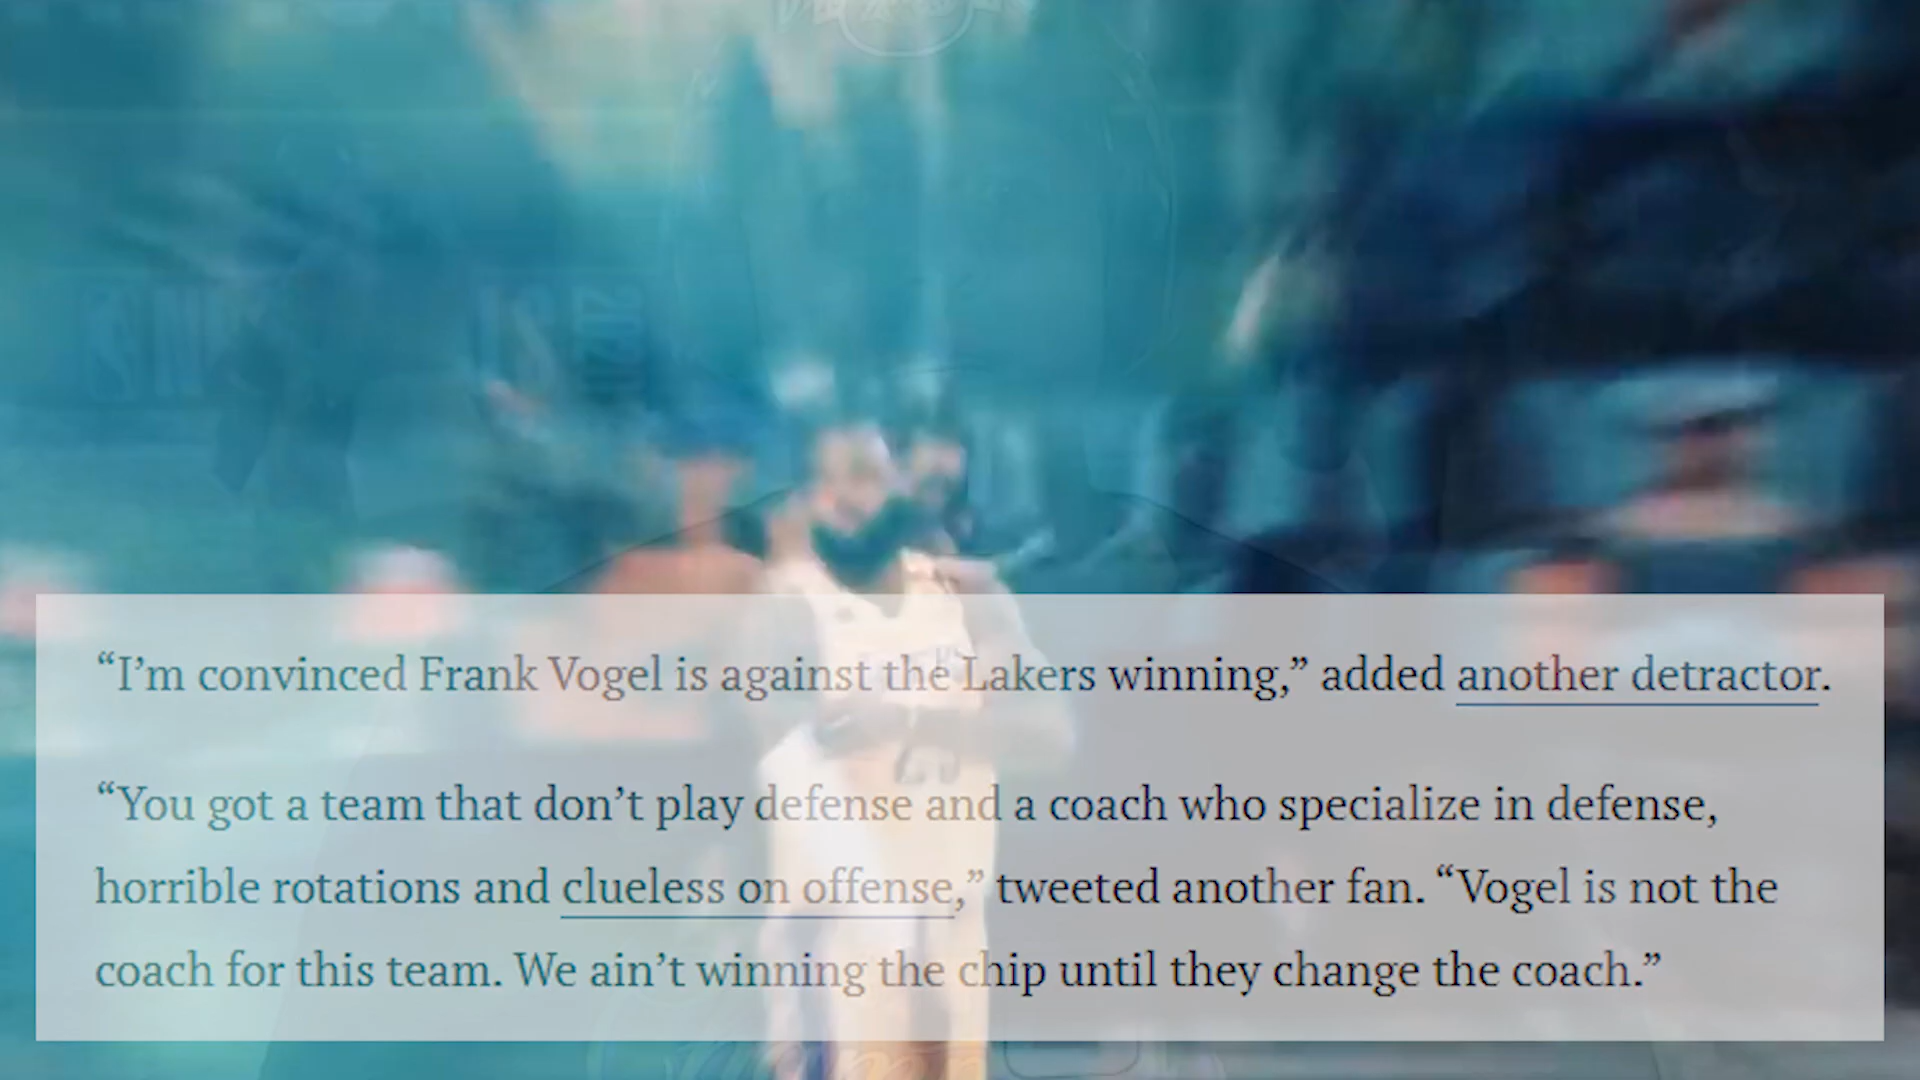 “I’m convinced Frank Vogel is against the Lakers winning,” added another detractor.
“You got a team that don’t play defense and a coach who specialize in defense,
horrible rotations and clueless on offense,” tweeted another fan. “Vogel is not the
coach for this team. We ain’t winning the chip until they change the coach.”